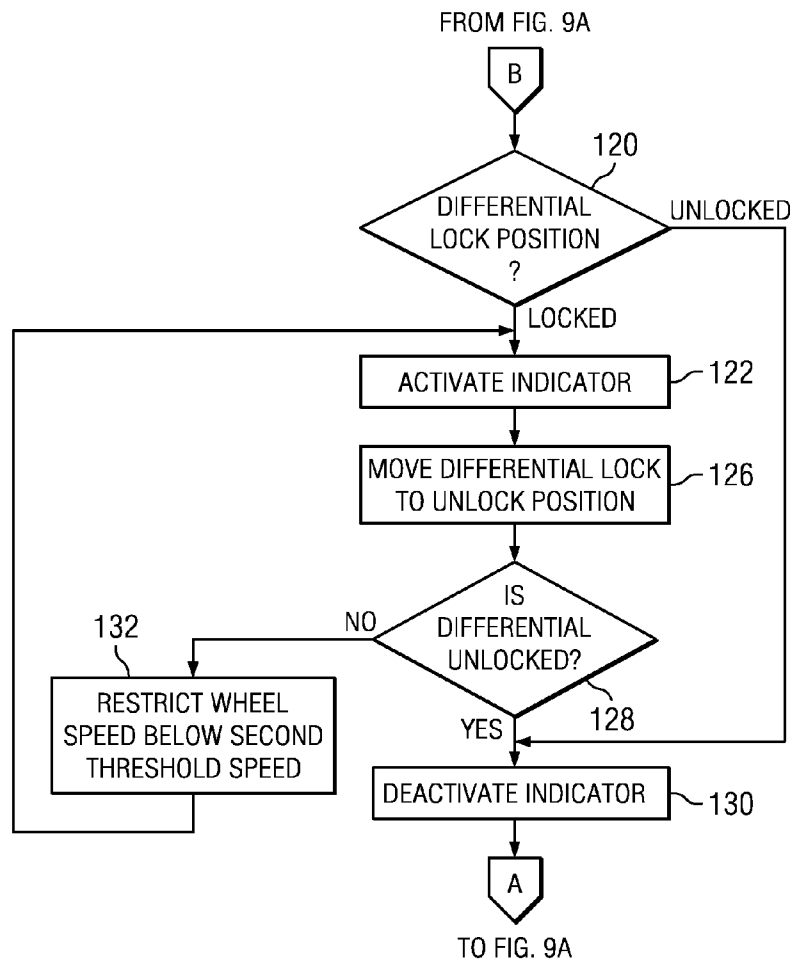 FROM FIG. 9A
B
120
DIFFERENTIAL
LOCK POSITION
?
UNLOCKED
LOCKED
ACTIVATE INDICATOR
122
MOVE DIFFERENTIAL LOCK
TO UNLOCK POSITION
126
IS
DIFFERENTIAL
UNLOCKED?
NO
132
RESTRICT WHEEL
SPEED BELOW SECOND
THRESHOLD SPEED
128
YES
DEACTIVATE INDICATOR
130
A
TO FIG. 9A